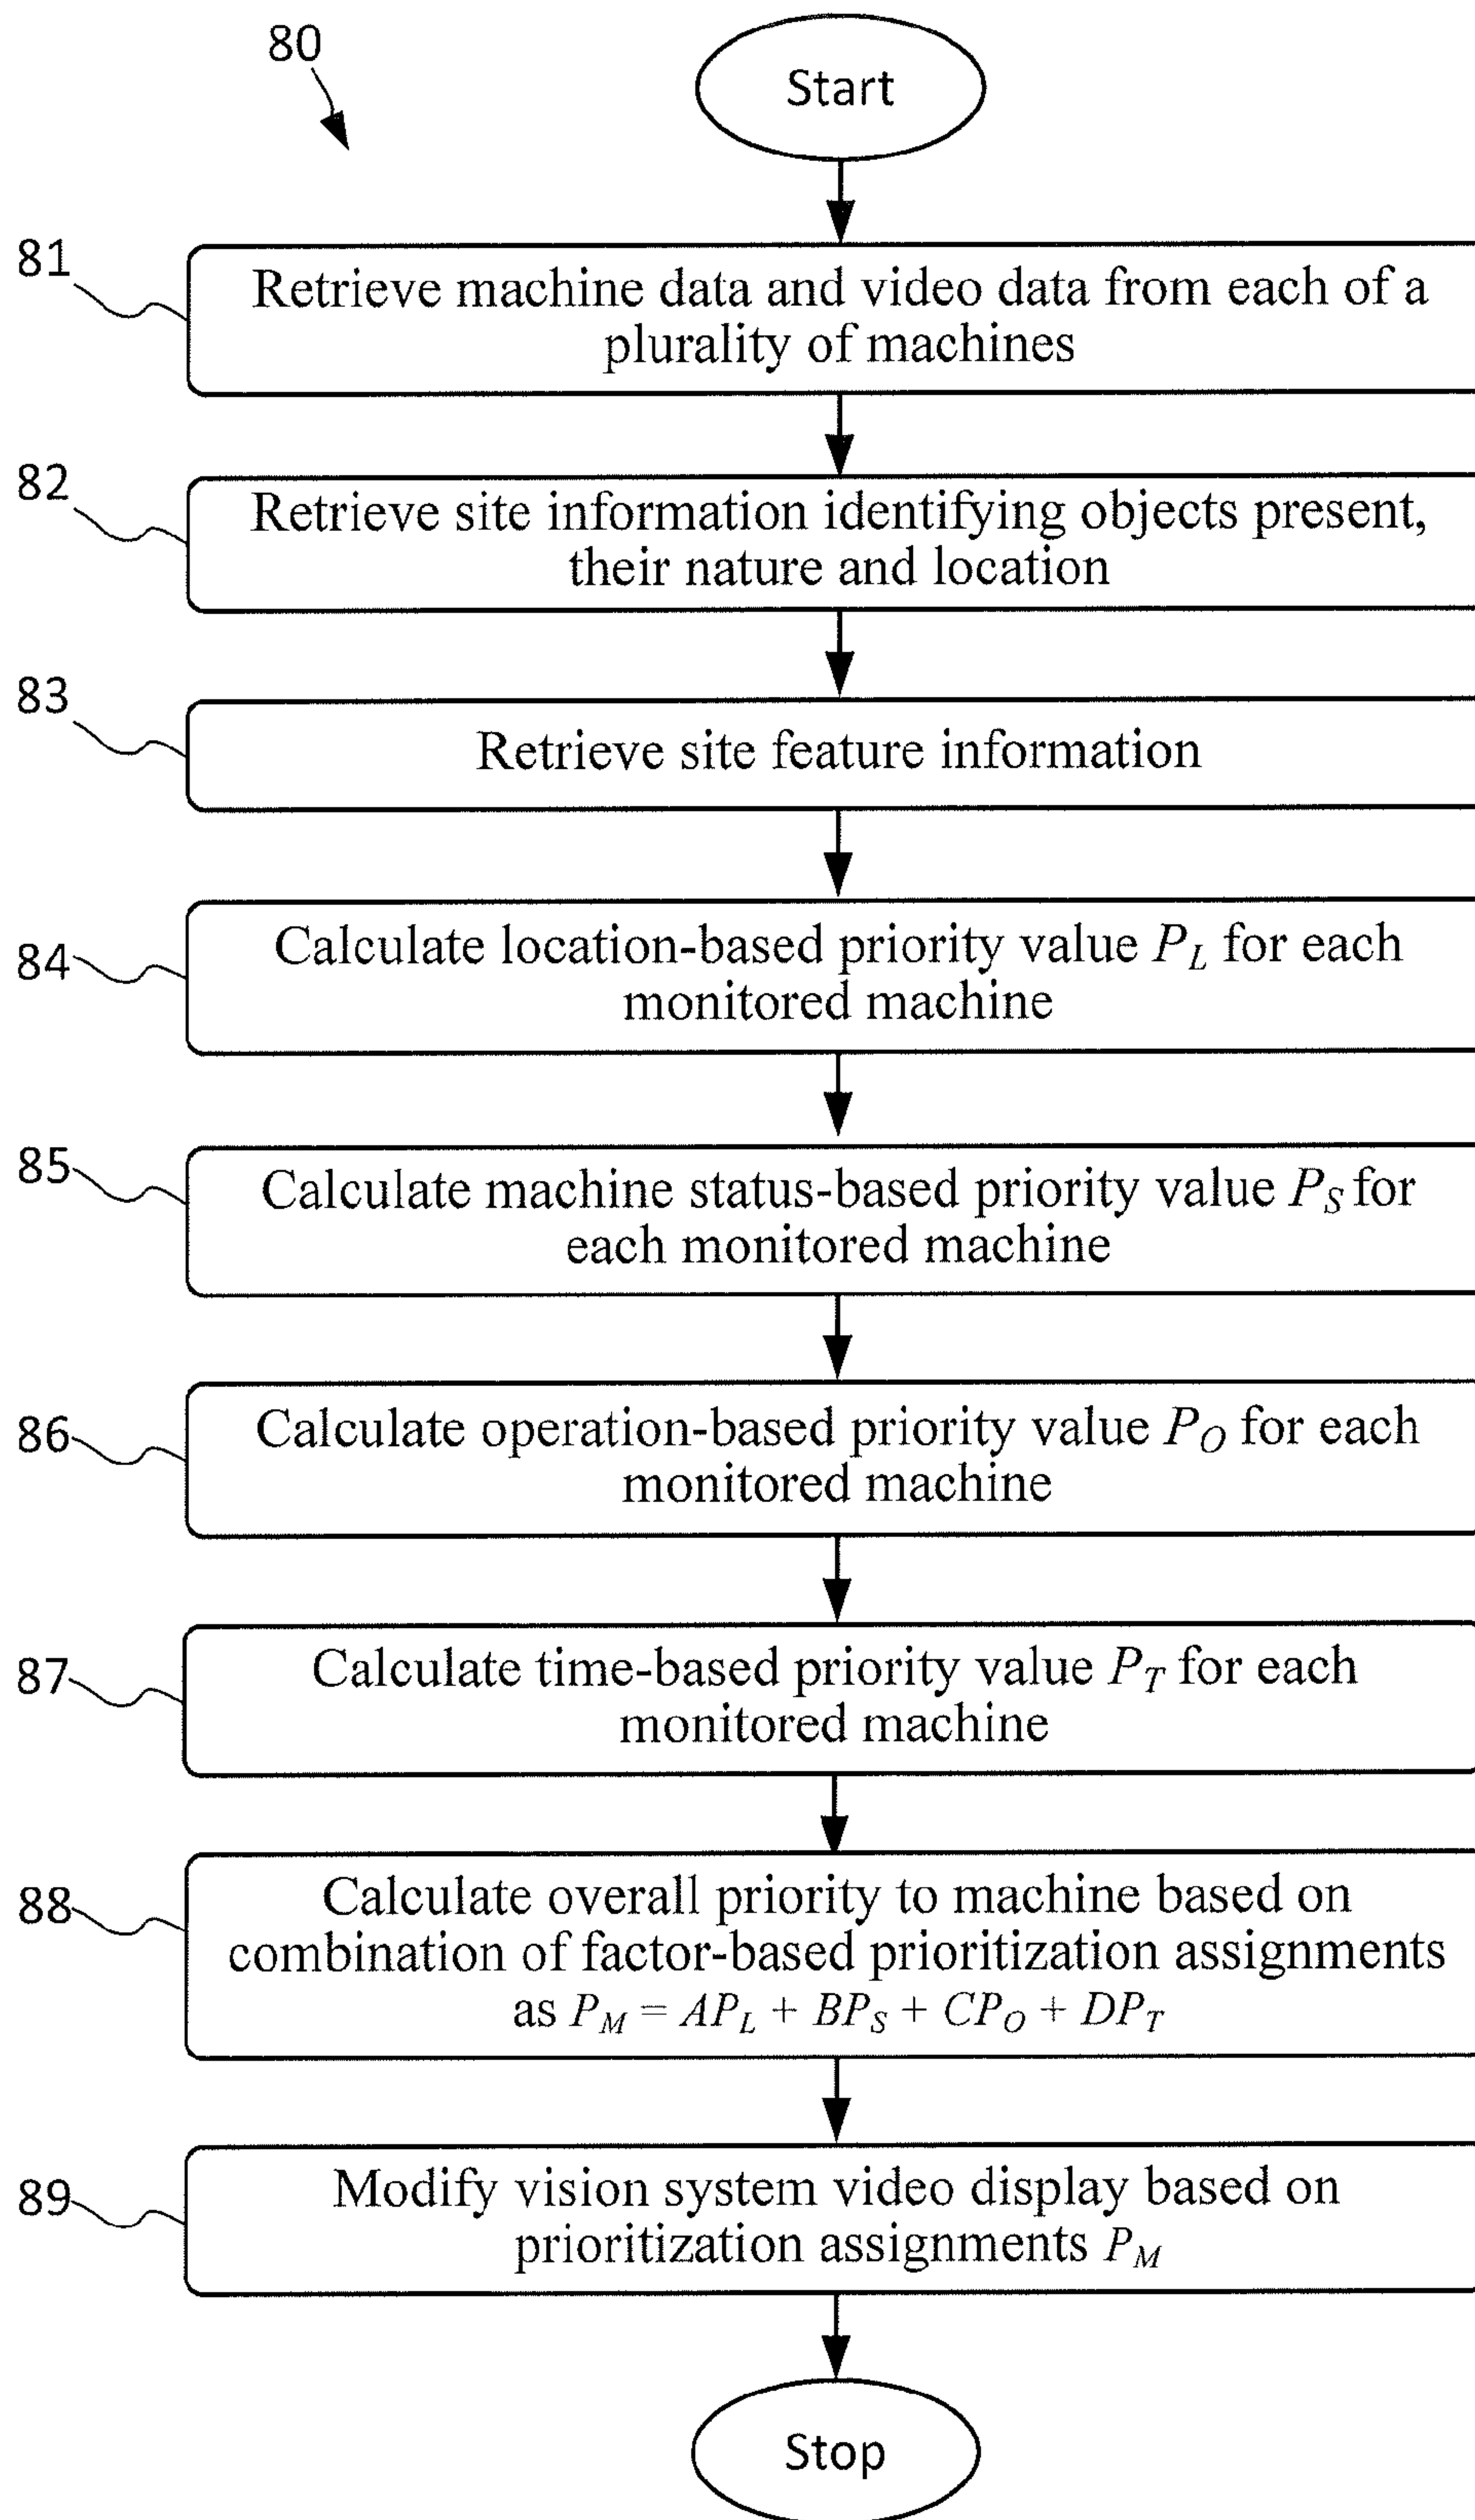 80
Start
81
Retrieve machine data and video data from each of a
plurality of machines
82
Retrieve site information identifying objects present,
their nature and location
83
Retrieve site feature information
84
Calculate location-based priority value P_L for each
monitored machine
85
Calculate machine status-based priority value P_S for
each monitored machine
86
Calculate operation-based priority value P_O for each
monitored machine
87
Calculate time-based priority value P_T for each
monitored machine
88
Calculate overall priority to machine based on
combination of factor-based prioritization assignments
as P_M = AP_L + BP_S + CP_O + DP_T
89
Modify vision system video display based on
prioritization assignments P_M
Stop